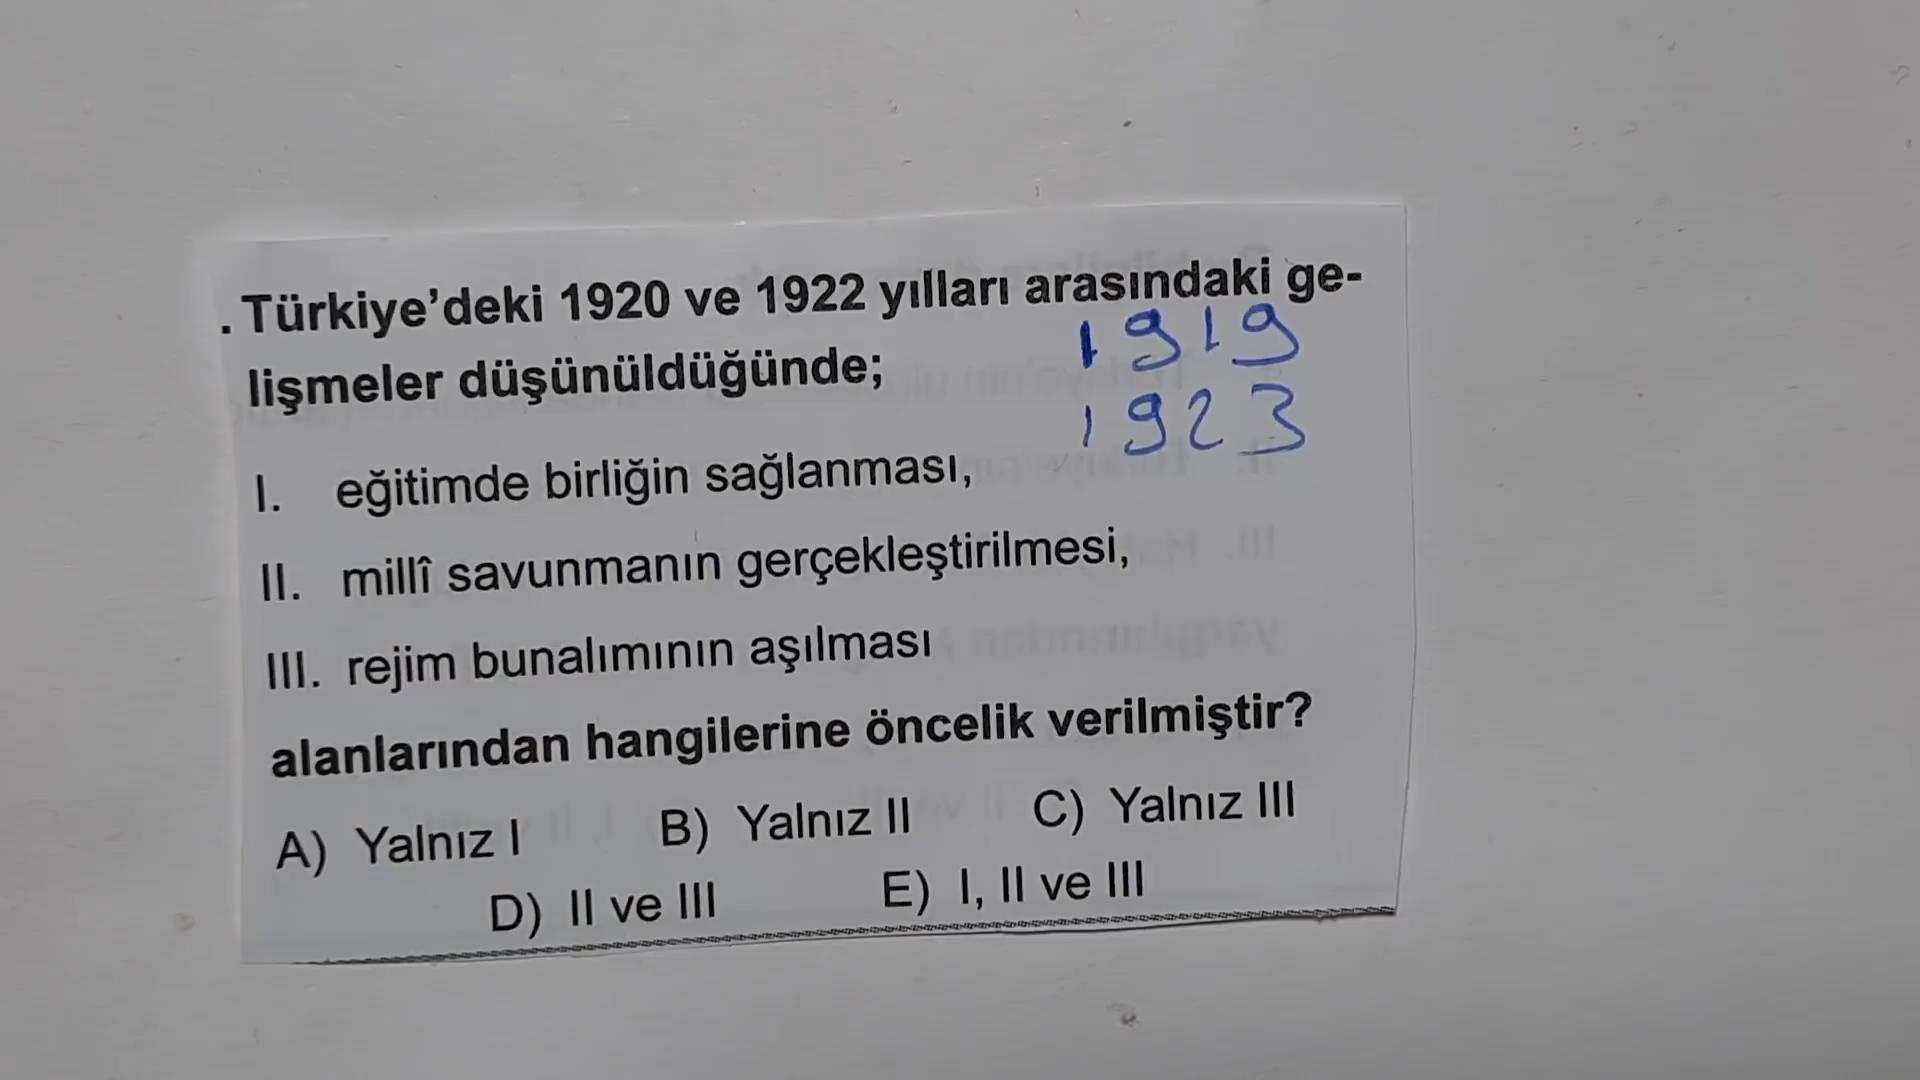 . Türkiye'deki 1920 ve 1922 yılları arasındaki ge-
lişmeler düşünüldüğünde;
1919
1923
I. eğitimde birliğin sağlanması,
II. millî savunmanın gerçekleştirilmesi,
III. rejim bunalımının aşılması
alanlarından hangilerine öncelik verilmiştir?
A) Yalnız I B) Yalnız II C) Yalnız III
D) II ve III E) I, II ve III